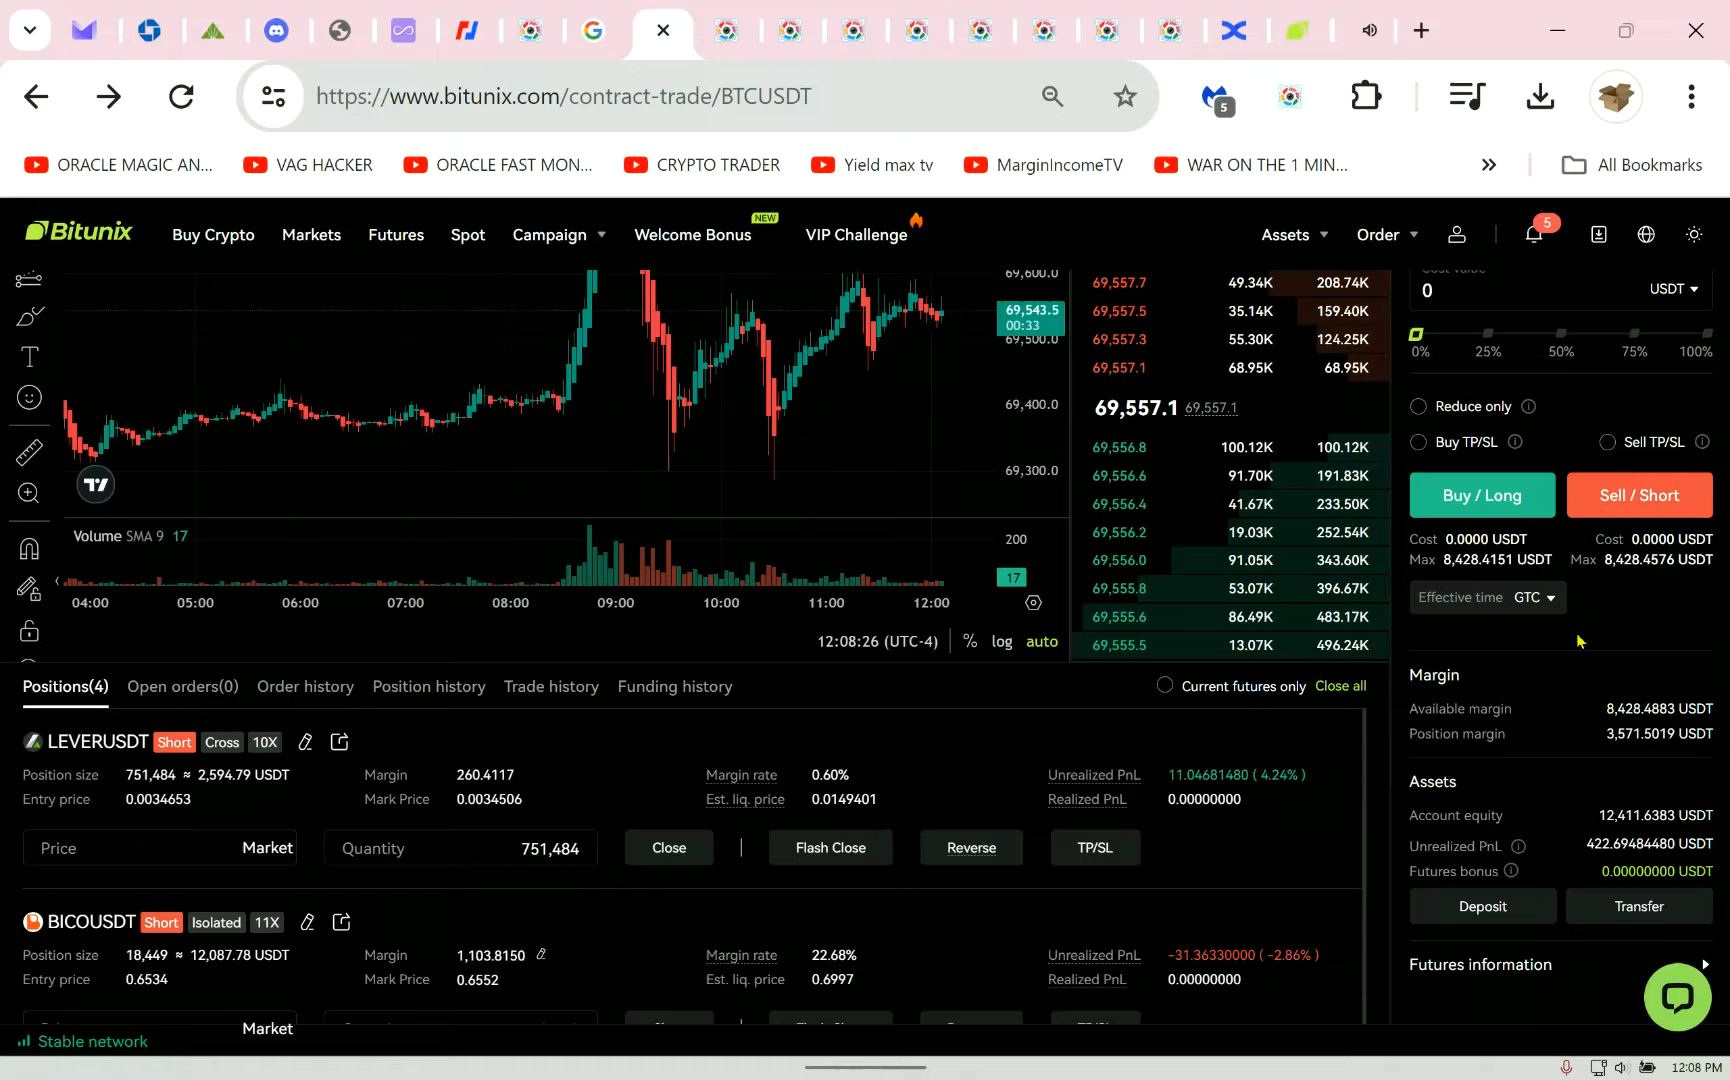 5
https://www.bitunix.com/contract-trade/BTCUSDT
ORACLE MAGIC AN... VAG HACKER ORACLE FAST MON... CRYPTO TRADER Yield max tv MarginIncomeTV WAR ON THE 1 MIN... All Bookmarks
Bitunix Buy Crypto Markets Futures Spot Campaign Welcome Bonus NEW VIP Challenge Assets Order 5
69,600.0
69,543.5
00:33
69,500.0
69,400.0
69,300.0
Volume SMA 9 17
200
17
04:00 05:00 06:00 07:00 08:00 09:00 10:00 11:00 12:00
12:08:26 (UTC-4) % log auto
69,557.7 49.34K 208.74K
69,557.5 35.14K 159.40K
69,557.3 55.30K 124.25K
69,557.1 68.95K 68.95K
69,557.1 69,557.1
69,556.8 100.12K 100.12K
69,556.6 91.70K 191.83K
69,556.4 41.67K 233.50K
69,556.2 19.03K 252.54K
69,556.0 91.05K 343.60K
69,555.8 53.07K 396.67K
69,555.6 86.49K 483.17K
69,555.5 13.07K 496.24K
Cost value
0 USDT
0% 25% 50% 75% 100%
Reduce only
Buy TP/SL Sell TP/SL
Buy / Long Sell / Short
Cost 0.0000 USDT Cost 0.0000 USDT
Max 8,428.4151 USDT Max 8,428.4576 USDT
Effective time GTC
Margin
Available margin 8,428.4883 USDT
Position margin 3,571.5019 USDT
Assets
Account equity 12,411.6383 USDT
Unrealized PnL 422.69484480 USDT
Futures bonus 0.00000000 USDT
Deposit Transfer
Futures information
Positions(4) Open orders(0) Order history Position history Trade history Funding history Current futures only Close all
LEVERUSDT Short Cross 10X
Position size 751,484 ≈ 2,594.79 USDT Margin 260.4117 Margin rate 0.60% Unrealized PnL 11.04681480 ( 4.24% )
Entry price 0.0034653 Mark Price 0.0034506 Est. liq. price 0.0149401 Realized PnL 0.00000000
Price Market Quantity 751,484 Close Flash Close Reverse TP/SL
BICOUSDT Short Isolated 11X
Position size 18,449 ≈ 12,087.78 USDT Margin 1,103.8150 Margin rate 22.68% Unrealized PnL -31.36330000 ( -2.86% )
Entry price 0.6534 Mark Price 0.6552 Est. liq. price 0.6997 Realized PnL 0.00000000
Market
Stable network
12:08 PM